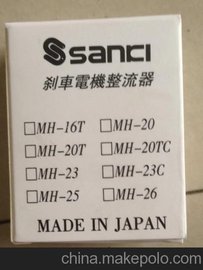 sanci
剎車電機整流器
□MH-16T □MH-20
□MH-20T □MH-20TC
□MH-23 □MH-23C
□MH-25 □MH-26
MADE IN JAPAN
china.makepolo.com